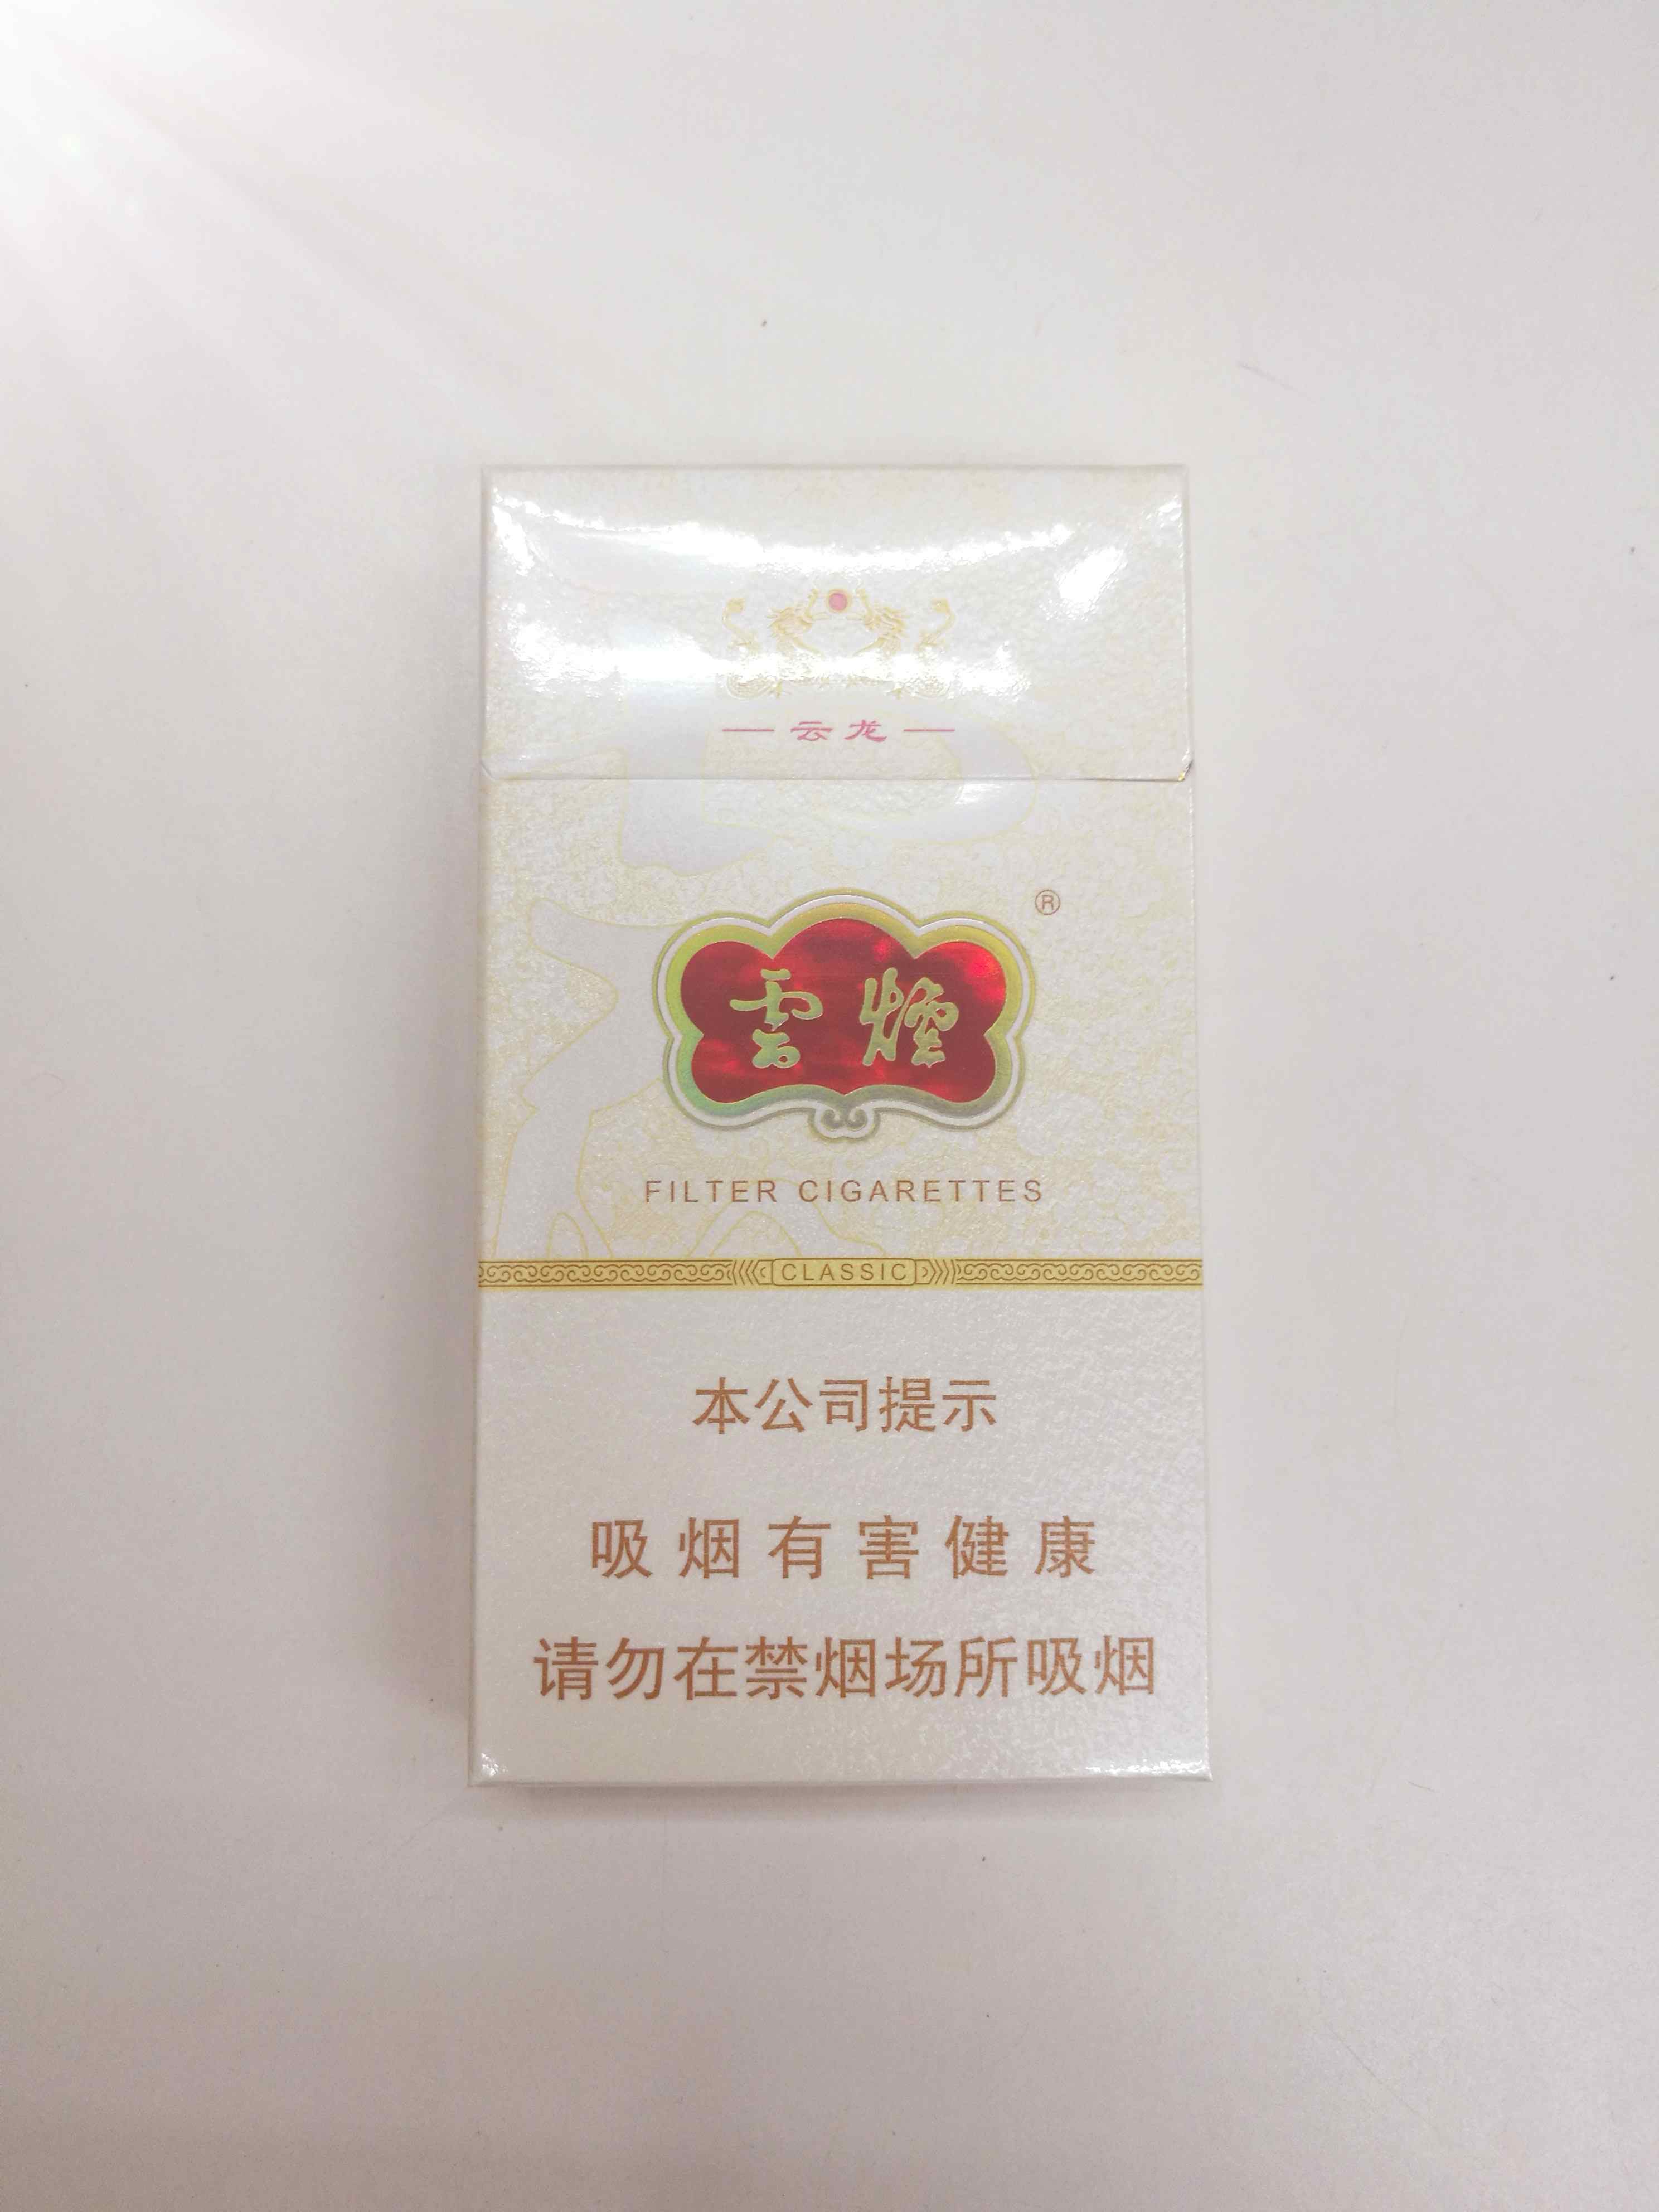 云龙
®
雲煙
FILTER CIGARETTES
CLASSIC
本公司提示
吸烟有害健康
请勿在禁烟场所吸烟